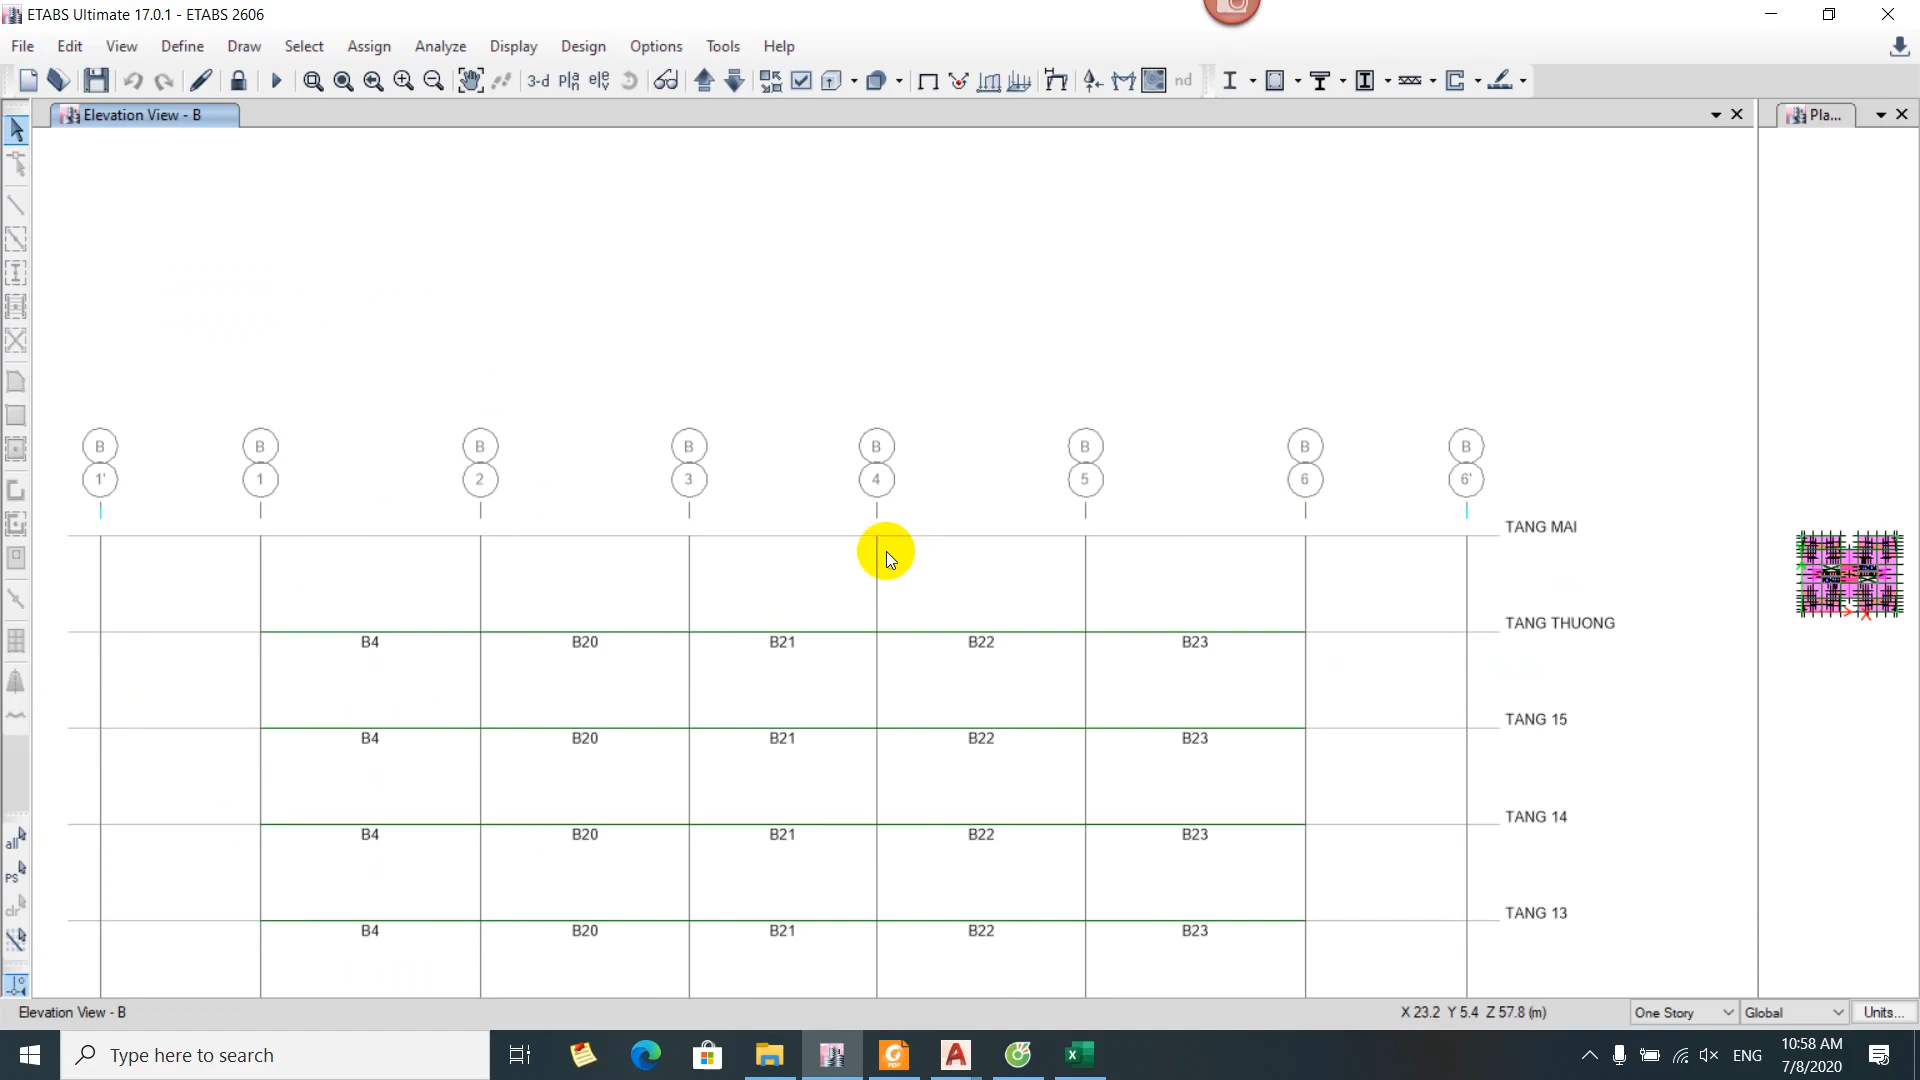 ETABS Ultimate 17.0.1 - ETABS 2606
File Edit View Define Draw Select Assign Analyze Display Design Options Tools Help
3-d nd
Elevation View - B
Pla...
B B B B B B B B
1' 1 2 3 4 5 6 6'
TANG MAI
TANG THUONG
B4 B20 B21 B22 B23
TANG 15
B4 B20 B21 B22 B23
TANG 14
B4 B20 B21 B22 B23
TANG 13
B4 B20 B21 B22 B23
all
PS
clr
Elevation View - B
X 23.2 Y 5.4 Z 57.8 (m)
One Story
Global
Units...
Type here to search
ENG
10:58 AM
7/8/2020